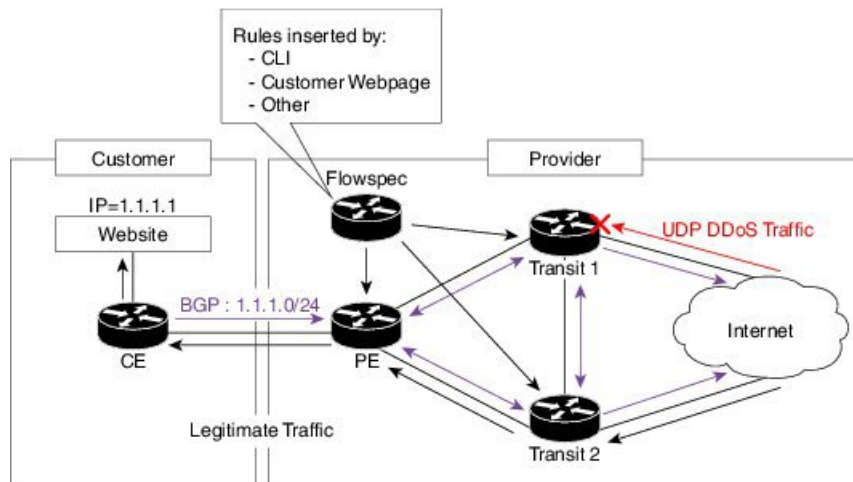 Rules inserted by:
- CLI
- Customer Webpage
- Other
Customer
Provider
Flowspec
IP=1.1.1.1
Website
UDP DDoS Traffic
Transit 1
BGP : 1.1.1.0/24
Internet
CE
PE
Legitimate Traffic
Transit 2